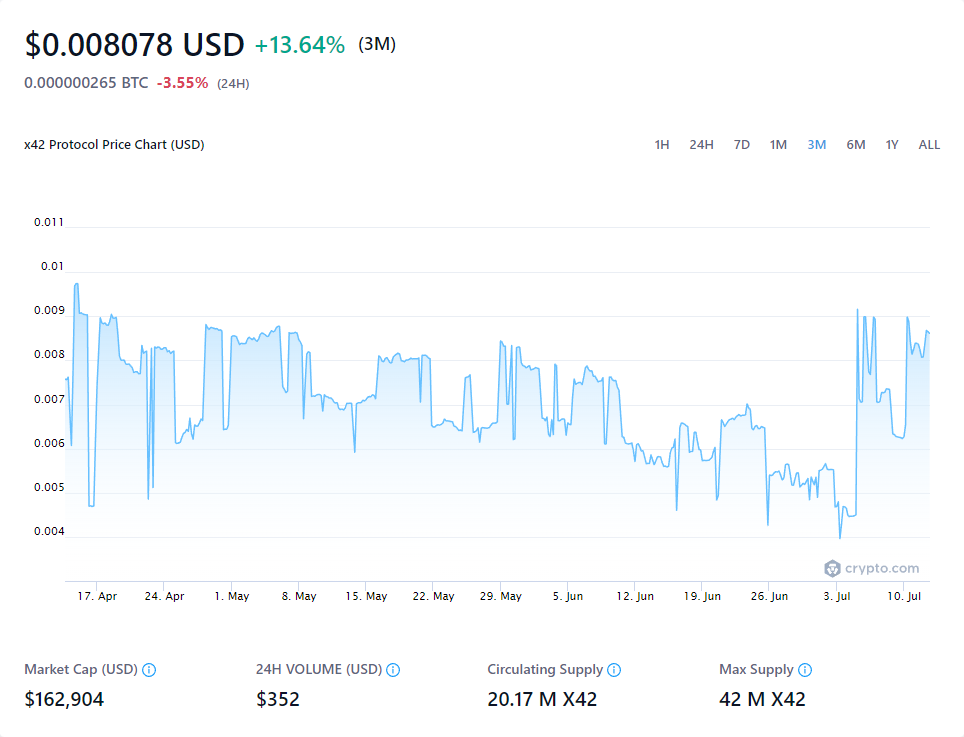 $0.008078 USD +13.64% (3M)
0.000000265 BTC -3.55% (24H)
x42 Protocol Price Chart (USD) 1H 24H 7D 1M 3M 6M 1Y ALL
0.011
0.01
0.009
0.008
0.007
0.006
0.005
0.004
crypto.com
17. Apr 24. Apr 1. May 8. May 15. May 22. May 29. May 5. Jun 12. Jun 19. Jun 26. Jun 3. Jul 10. Jul
Market Cap (USD) 24H VOLUME (USD) Circulating Supply Max Supply
$162,904 $352 20.17 M X42 42 M X42